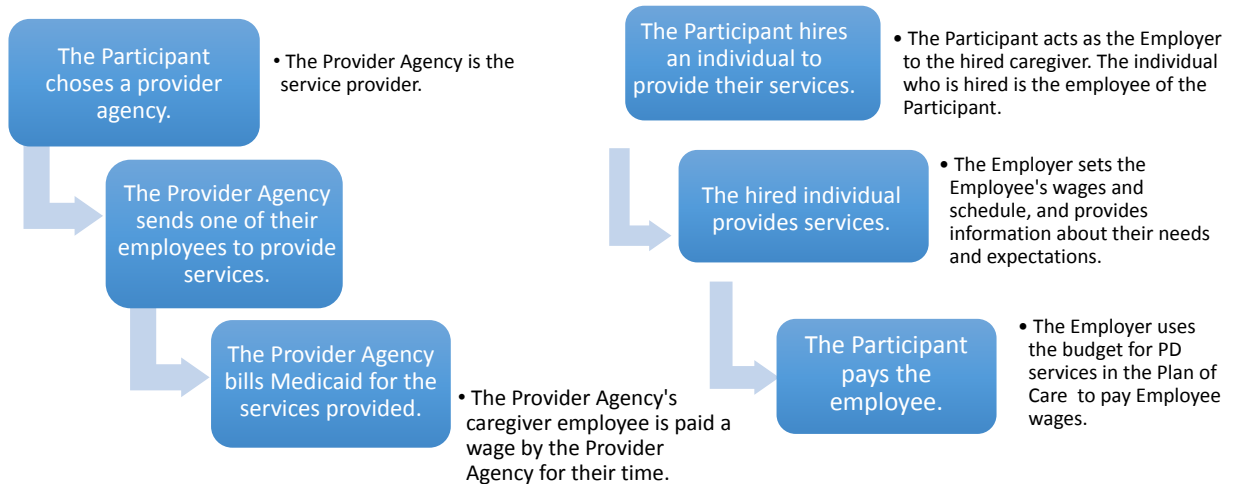 The Participant
choses a provider
agency.
• The Provider Agency is the
service provider.
The Provider Agency
sends one of their
employees to provide
services.
The Provider Agency
bills Medicaid for the
services provided.
• The Provider Agency's
caregiver employee is paid a
wage by the Provider
Agency for their time.
The Participant hires
an individual to
provide their services.
• The Participant acts as the Employer
to the hired caregiver. The individual
who is hired is the employee of the
Participant.
The hired individual
provides services.
• The Employer sets the
Employee's wages and
schedule, and provides
information about their needs
and expectations.
The Participant
pays the
employee.
• The Employer uses
the budget for PD
services in the Plan of
Care to pay Employee
wages.